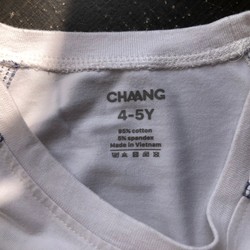 CHAANG
4-5Y
95% cotton
5% spandex
Made in Vietnam